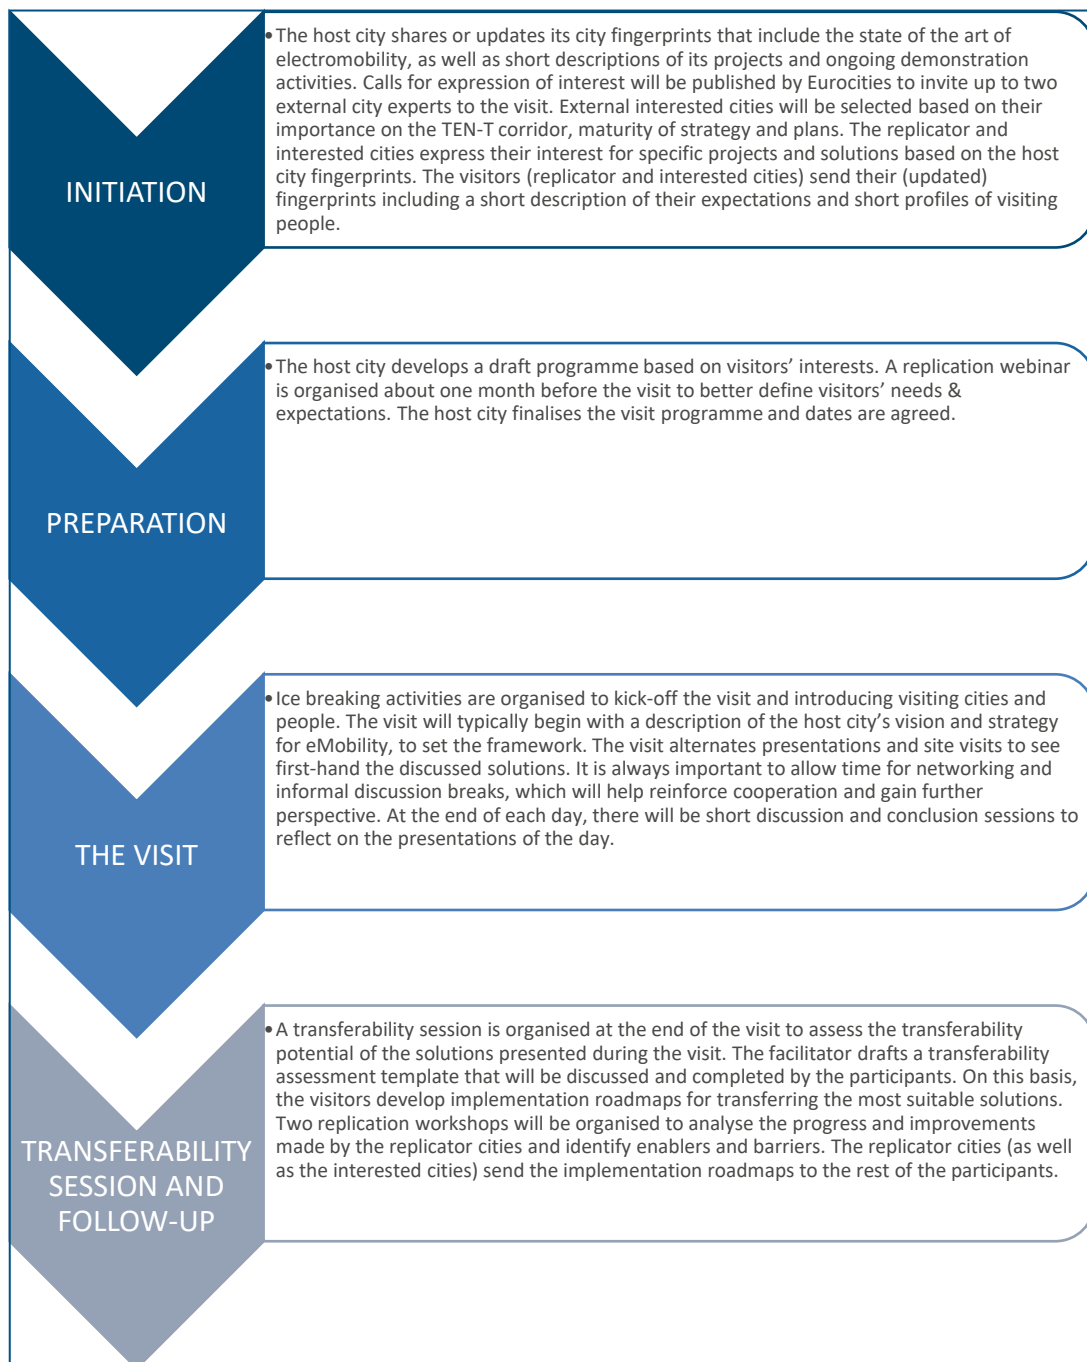 INITIATION
•The host city shares or updates its city fingerprints that include the state of the art of
electromobility, as well as short descriptions of its projects and ongoing demonstration
activities. Calls for expression of interest will be published by Eurocities to invite up to two
external city experts to the visit. External interested cities will be selected based on their
importance on the TEN-T corridor, maturity of strategy and plans. The replicator and
interested cities express their interest for specific projects and solutions based on the host
city fingerprints. The visitors (replicator and interested cities) send their (updated)
fingerprints including a short description of their expectations and short profiles of visiting
people.
PREPARATION
•The host city develops a draft programme based on visitors’ interests. A replication webinar
is organised about one month before the visit to better define visitors’ needs &
expectations. The host city finalises the visit programme and dates are agreed.
THE VISIT
•Ice breaking activities are organised to kick-off the visit and introducing visiting cities and
people. The visit will typically begin with a description of the host city’s vision and strategy
for eMobility, to set the framework. The visit alternates presentations and site visits to see
first-hand the discussed solutions. It is always important to allow time for networking and
informal discussion breaks, which will help reinforce cooperation and gain further
perspective. At the end of each day, there will be short discussion and conclusion sessions to
reflect on the presentations of the day.
TRANSFERABILITY
SESSION AND
FOLLOW-UP
•A transferability session is organised at the end of the visit to assess the transferability
potential of the solutions presented during the visit. The facilitator drafts a transferability
assessment template that will be discussed and completed by the participants. On this basis,
the visitors develop implementation roadmaps for transferring the most suitable solutions.
Two replication workshops will be organised to analyse the progress and improvements
made by the replicator cities and identify enablers and barriers. The replicator cities (as well
as the interested cities) send the implementation roadmaps to the rest of the participants.